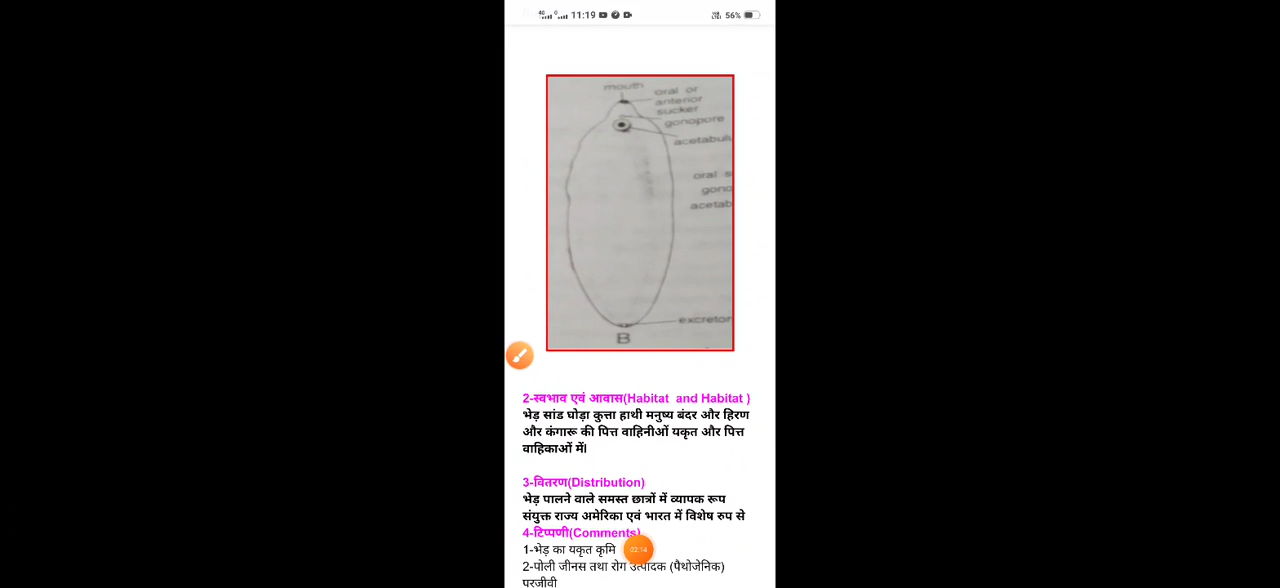 11:19
56%
mouth
oral or
anterior
sucker
gonopore
acetabul
oral s
gono
acetab
excretor
B
2-स्वभाव एवं आवास(Habitat and Habitat )
भेड़ सांड घोड़ा कुत्ता हाथी मनुष्य बंदर और हिरण
और कंगारू की पित्त वाहिनीओं यकृत और पित्त
वाहिकाओं में।
3-वितरण(Distribution)
भेड़ पालने वाले समस्त छात्रों में व्यापक रूप
संयुक्त राज्य अमेरिका एवं भारत में विशेष रुप से
4-टिप्पणी(Comments)
1-भेड़ का यकृत कृमि
02:14
2-पोली जीनस तथा रोग उत्पादक (पैथोजेनिक)
परजीवी